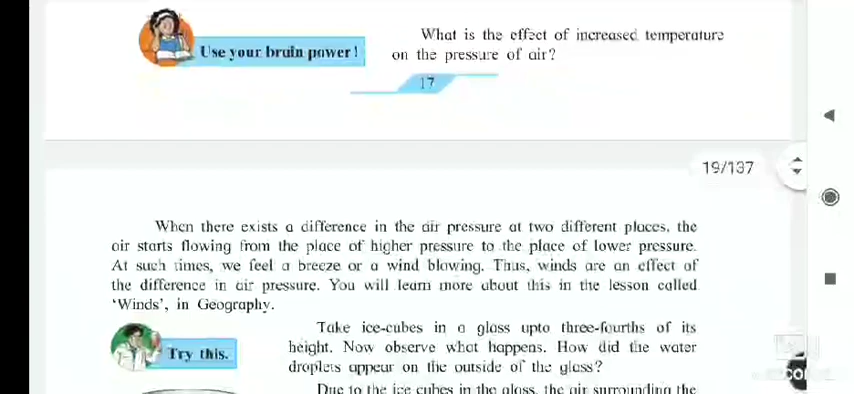 What is the effect of increased temperature
Use your brain power !
on the pressure of air?
17
19/137
When there exists a difference in the air pressure at two different places, the
air starts flowing from the place of higher pressure to the place of lower pressure.
At such times, we feel a breeze or a wind blowing. Thus, winds are an effect of
the difference in air pressure. You will learn more about this in the lesson called
‘Winds’, in Geography.
Take ice-cubes in a glass upto three-fourths of its
Try this.
height. Now observe what happens. How did the water
droplets appear on the outside of the glass?
Due to the ice cubes in the glass, the air surrounding the